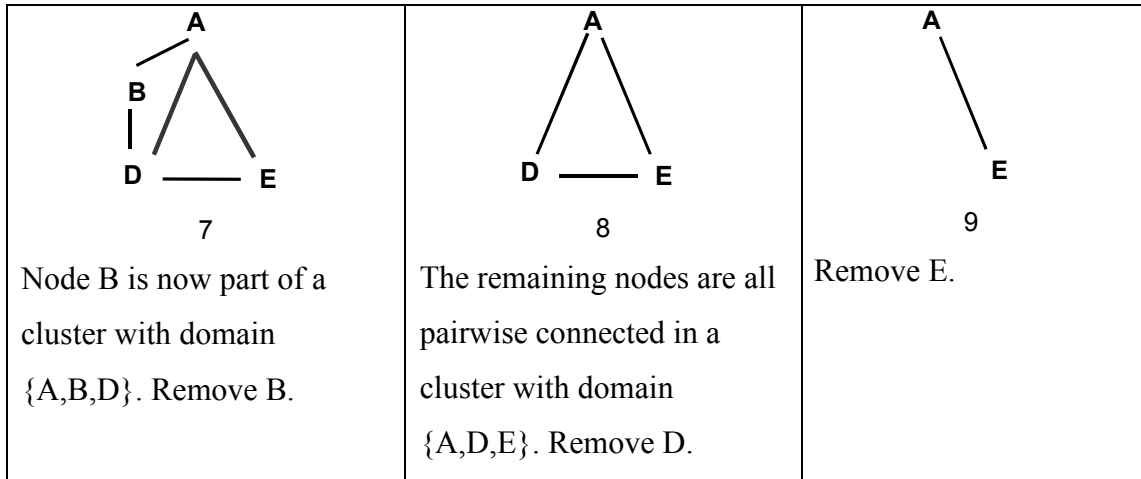 A
B
D
E
7
Node B is now part of a
cluster with domain
{A,B,D}. Remove B.
A
D
E
8
The remaining nodes are all
pairwise connected in a
cluster with domain
{A,D,E}. Remove D.
A
E
9
Remove E.